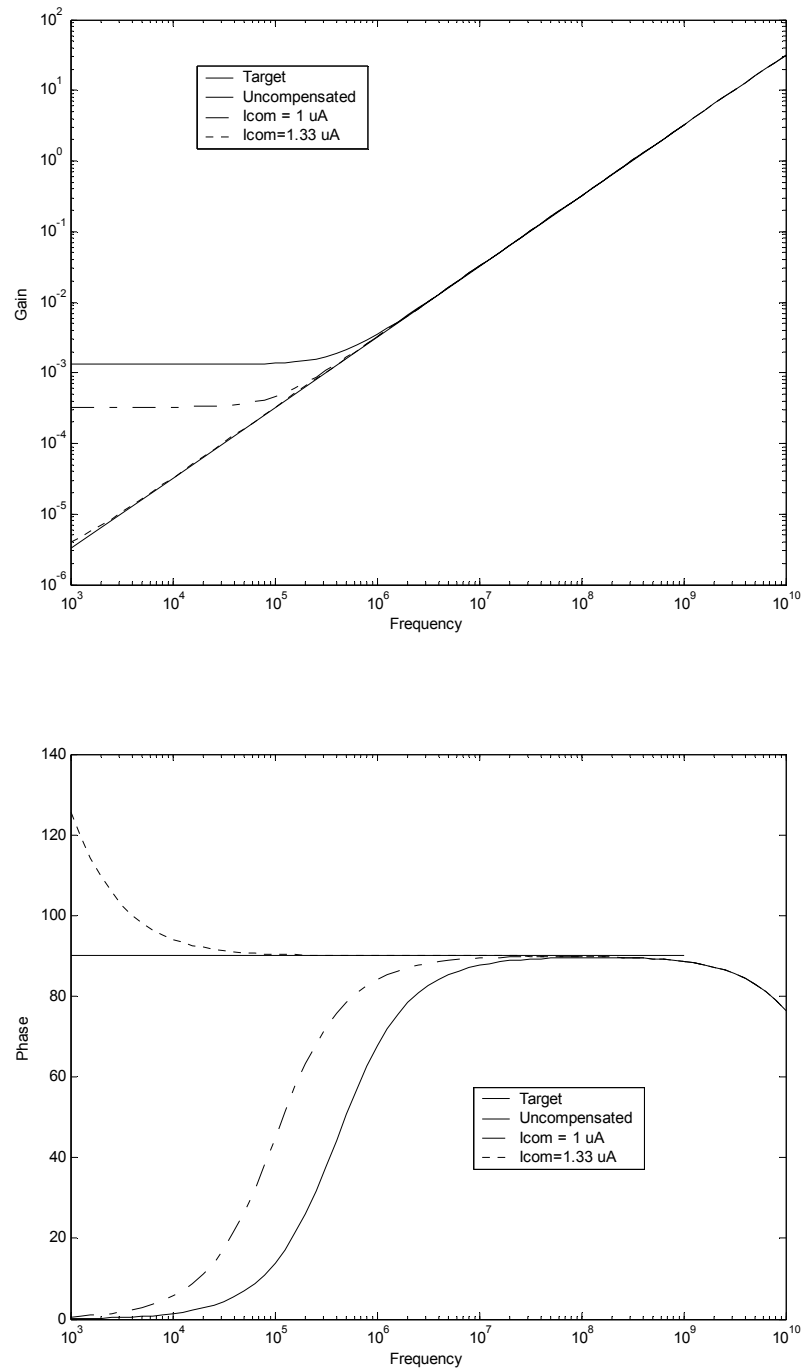 10^2
10^1
10^0
10^-1
10^-2
10^-3
10^-4
10^-5
10^-6
Gain
Target
Uncompensated
Icom = 1 uA
Icom=1.33 uA
10^3 10^4 10^5 10^6 10^7 10^8 10^9 10^10
Frequency
140
120
100
80
60
40
20
0
Phase
Target
Uncompensated
Icom = 1 uA
Icom=1.33 uA
10^3 10^4 10^5 10^6 10^7 10^8 10^9 10^10
Frequency